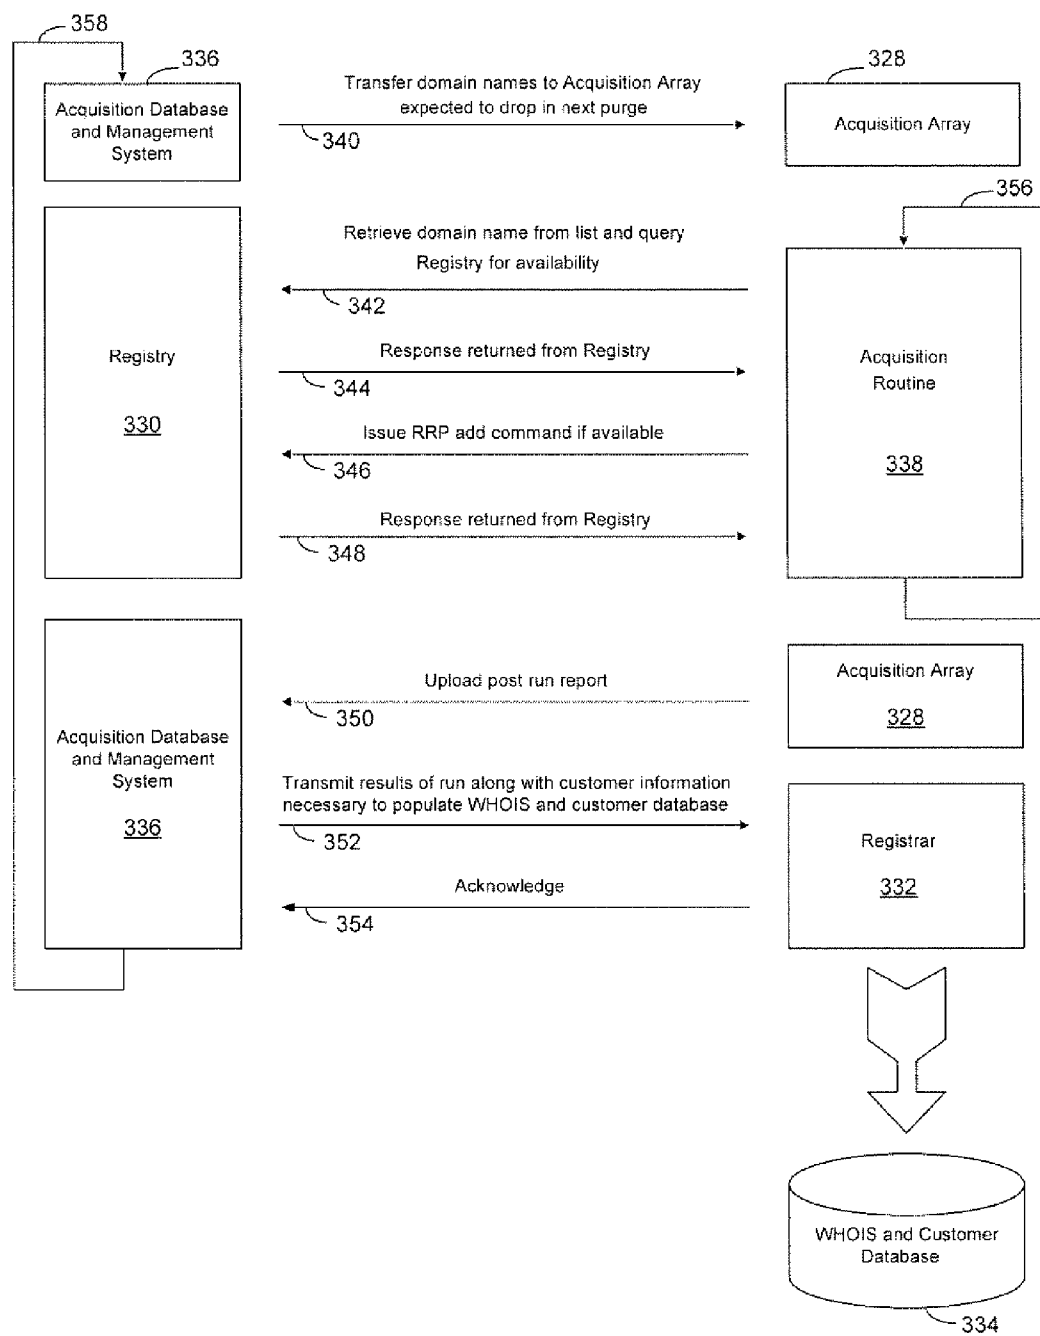 358
336
328
Acquisition Database
and Management
System
Transfer domain names to Acquisition Array
expected to drop in next purge
340
Acquisition Array
356
Retrieve domain name from list and query
Registry for availability
342
Registry
330
Response returned from Registry
344
Acquisition
Routine
338
Issue RRP add command if available
346
Response returned from Registry
348
Acquisition Array
328
Upload post run report
350
Acquisition Database
and Management
System
336
Transmit results of run along with customer information
necessary to populate WHOIS and customer database
352
Registrar
332
Acknowledge
354
WHOIS and Customer
Database
334